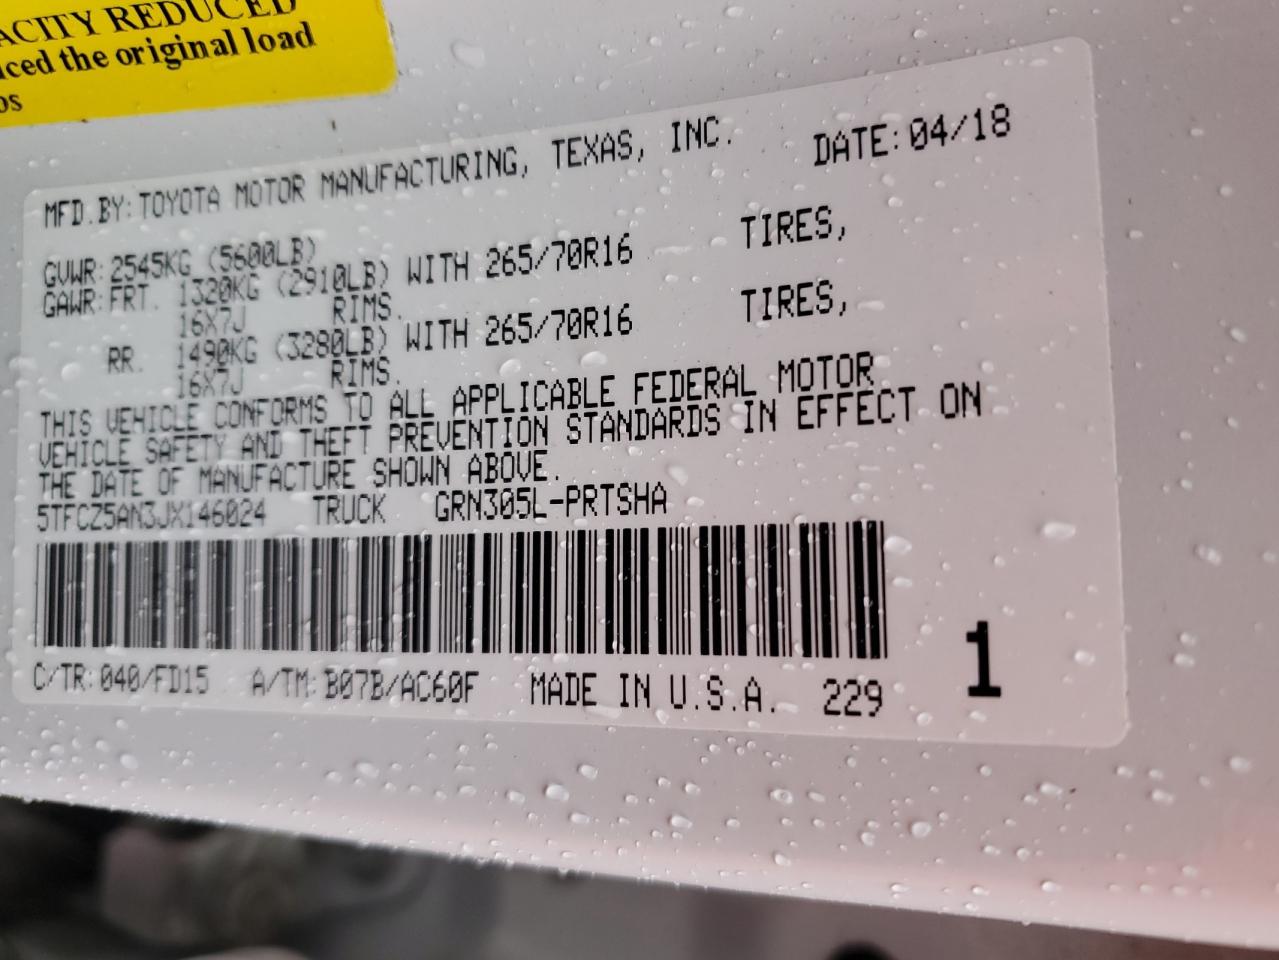 ACITY REDUCED
ced the original load
os
MFD.BY: TOYOTA MOTOR MANUFACTURING, TEXAS, INC. DATE: 04/18
GVWR: 2545KG (5600LB)
GAWR: FRT. 1320KG (2910LB) WITH 265/70R16 TIRES,
16X7J RIMS.
RR. 1490KG (3280LB) WITH 265/70R16 TIRES,
16X7J RIMS.
THIS VEHICLE CONFORMS TO ALL APPLICABLE FEDERAL MOTOR
VEHICLE SAFETY AND THEFT PREVENTION STANDARDS IN EFFECT ON
THE DATE OF MANUFACTURE SHOWN ABOVE.
5TFCZ5AN3JX146024 TRUCK GRN305L-PRTSHA
C/TR: 040/FD15 A/TM: B07B/AC60F MADE IN U.S.A. 229
1